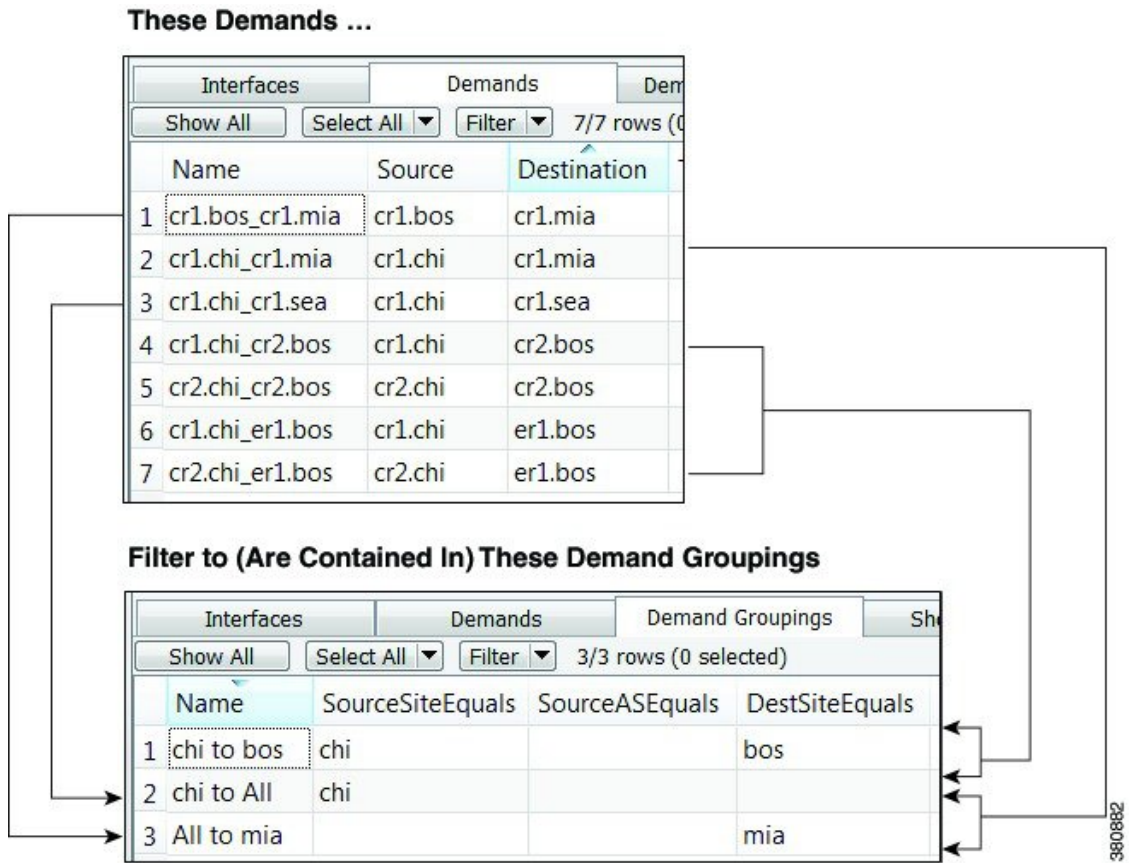 These Demands ...
Interfaces Demands Dem
Show All Select All Filter 7/7 rows (0
Name Source Destination
1 cr1.bos_cr1.mia cr1.bos cr1.mia
2 cr1.chi_cr1.mia cr1.chi cr1.mia
3 cr1.chi_cr1.sea cr1.chi cr1.sea
4 cr1.chi_cr2.bos cr1.chi cr2.bos
5 cr2.chi_cr2.bos cr2.chi cr2.bos
6 cr1.chi_er1.bos cr1.chi er1.bos
7 cr2.chi_er1.bos cr2.chi er1.bos
Filter to (Are Contained In) These Demand Groupings
Interfaces Demands Demand Groupings Sh
Show All Select All Filter 3/3 rows (0 selected)
Name SourceSiteEquals SourceASEquals DestSiteEquals
1 chi to bos chi bos
2 chi to All chi
3 All to mia mia
380882